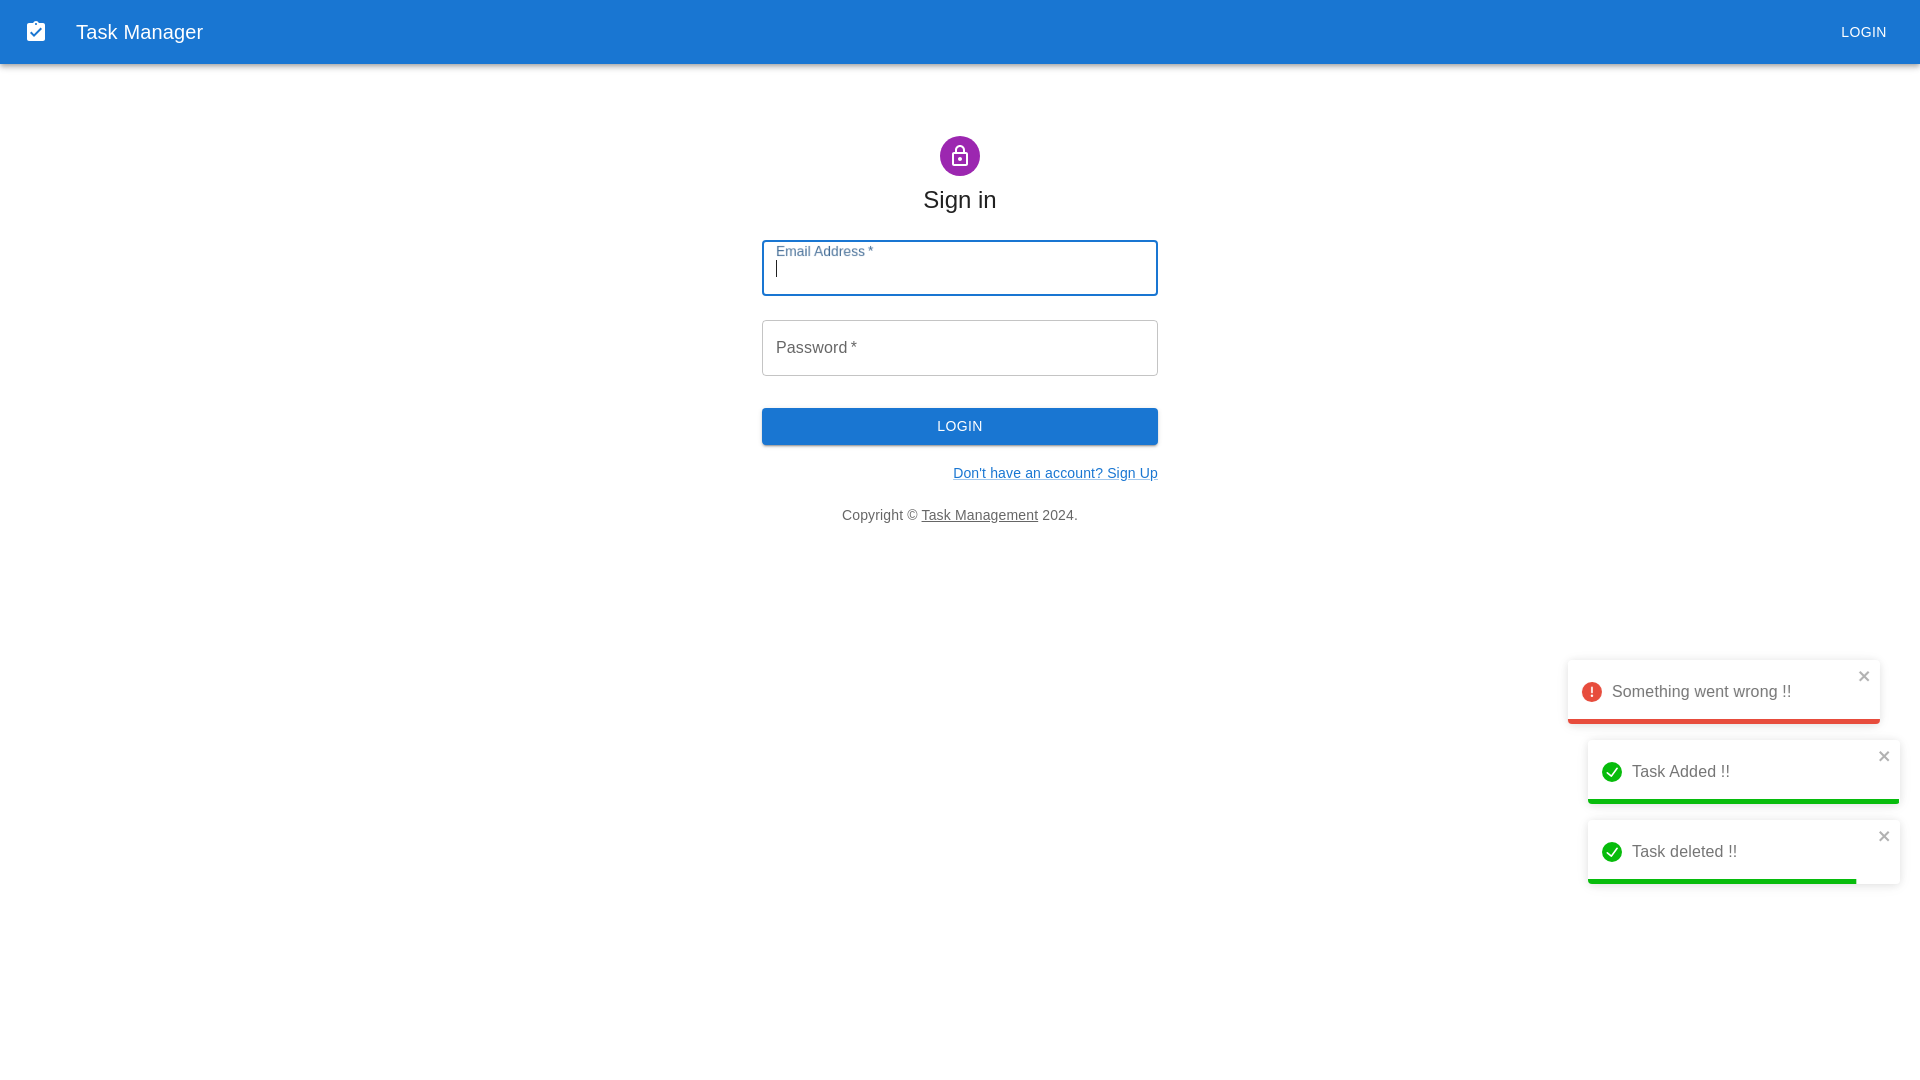 Task Manager
LOGIN
Sign in
Email Address *
Password *
LOGIN
Don't have an account? Sign Up
Copyright © Task Management 2024.
Something went wrong !!
Task Added !!
Task deleted !!